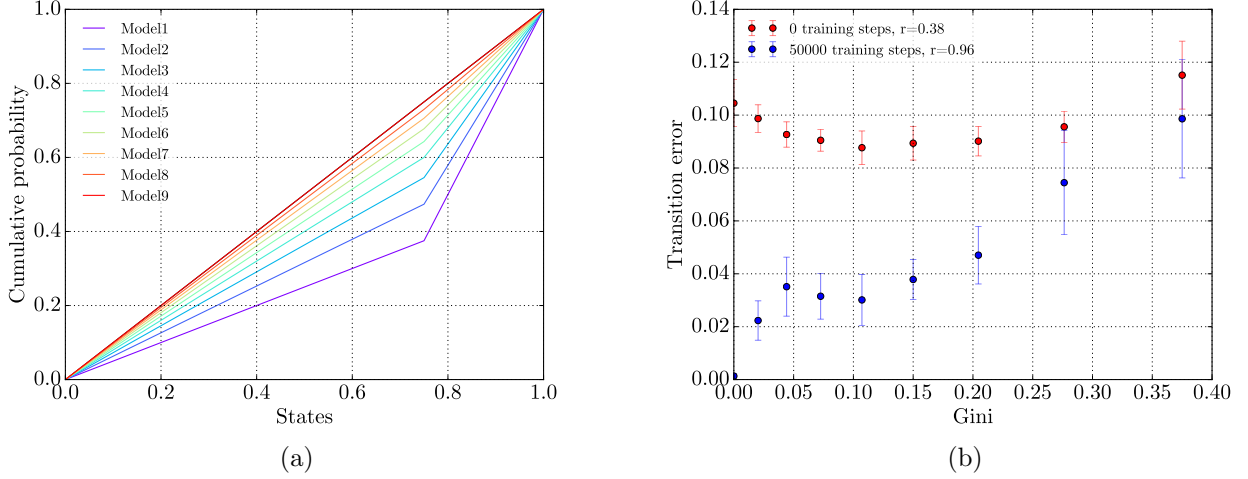 1.0
0.8
0.6
0.4
0.2
0.0
Cumulative probability
Model1
Model2
Model3
Model4
Model5
Model6
Model7
Model8
Model9
0.0 0.2 0.4 0.6 0.8 1.0
States
(a)
0.14
0.12
0.10
0.08
0.06
0.04
0.02
0.00
Transition error
0 training steps, r=0.38
50000 training steps, r=0.96
0.00 0.05 0.10 0.15 0.20 0.25 0.30 0.35 0.40
Gini
(b)